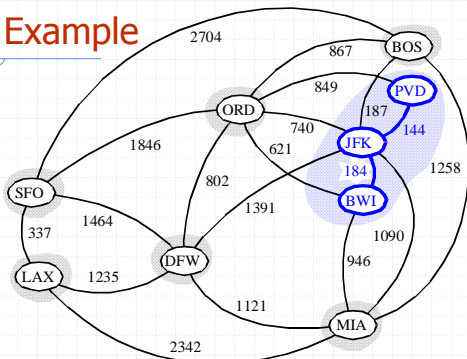 Example
2704
867
BOS
849
PVD
187
ORD
740
144
JFK
1846
621
184
1258
802
SFO
1464
1391
BWI
337
1090
DFW
946
LAX
1235
1121
MIA
2342